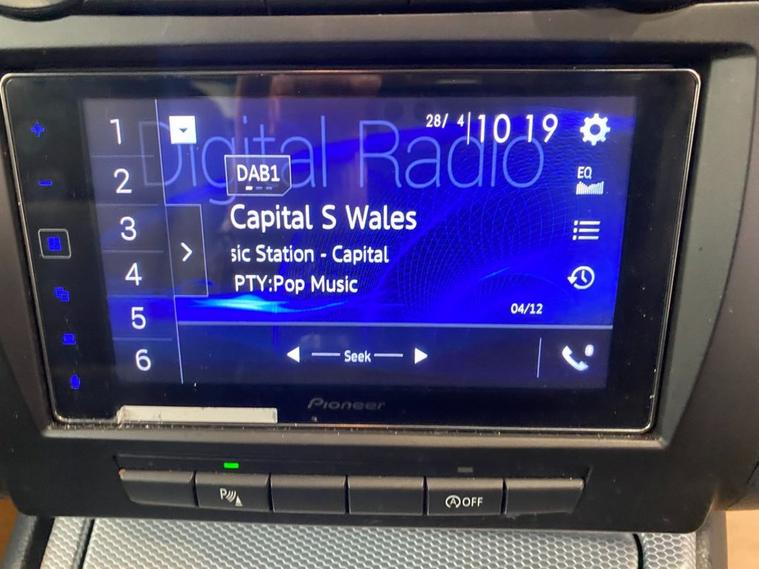 Digital Radio
28/ 4 10 19
DAB1
EQ
Capital S Wales
sic Station - Capital
PTY:Pop Music
04/12
Seek
1
2
3
4
5
6
Pioneer
P
A OFF